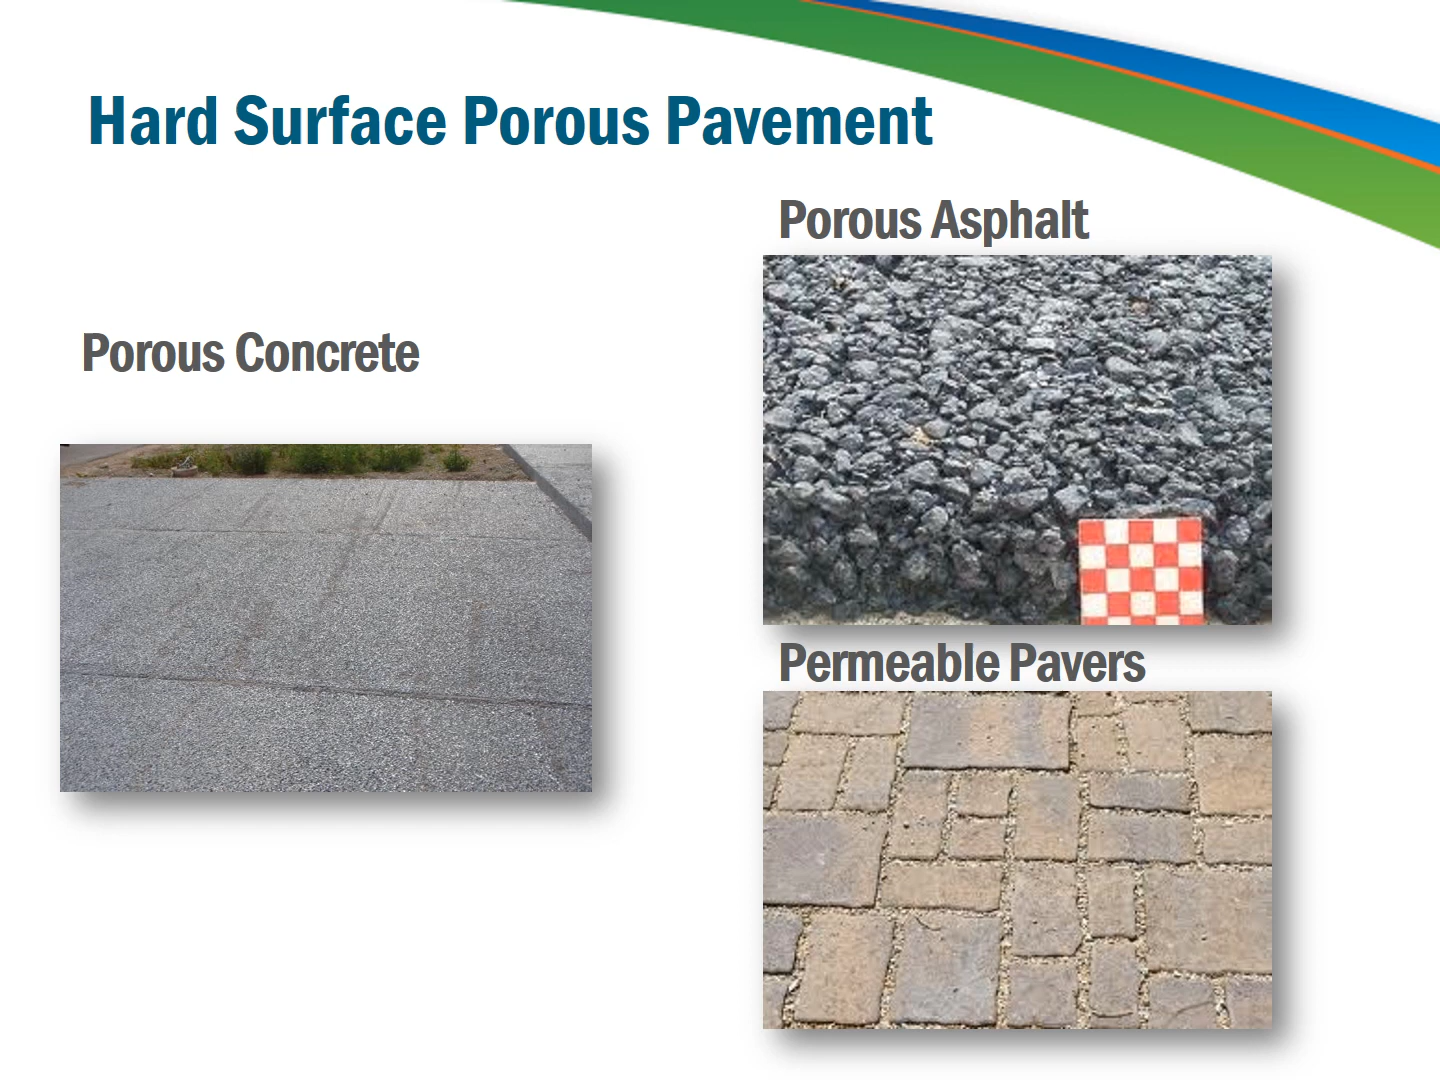 Hard Surface Porous Pavement
Porous Asphalt
Porous Concrete
Permeable Pavers